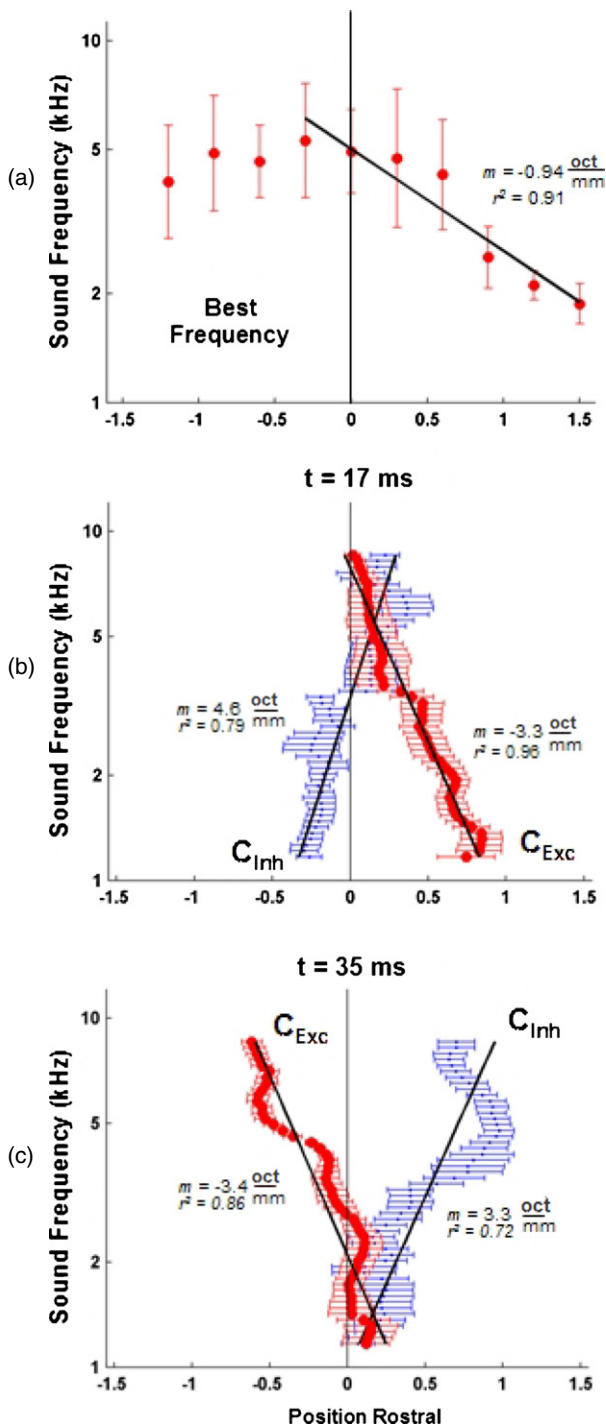 (a)
Sound Frequency (kHz)
10
5
2
1
Best
Frequency
m = -0.94 oct/mm
r² = 0.91
-1.5 -1 -0.5 0 0.5 1 1.5
t = 17 ms
(b)
Sound Frequency (kHz)
10
5
2
1
m = 4.6 oct/mm
r² = 0.79
m = -3.3 oct/mm
r² = 0.96
C_Inh
C_Exc
-1.5 -1 -0.5 0 0.5 1 1.5
t = 35 ms
(c)
Sound Frequency (kHz)
10
5
2
1
C_Exc
C_Inh
m = -3.4 oct/mm
r² = 0.86
m = 3.3 oct/mm
r² = 0.72
-1.5 -1 -0.5 0 0.5 1 1.5
Position Rostral